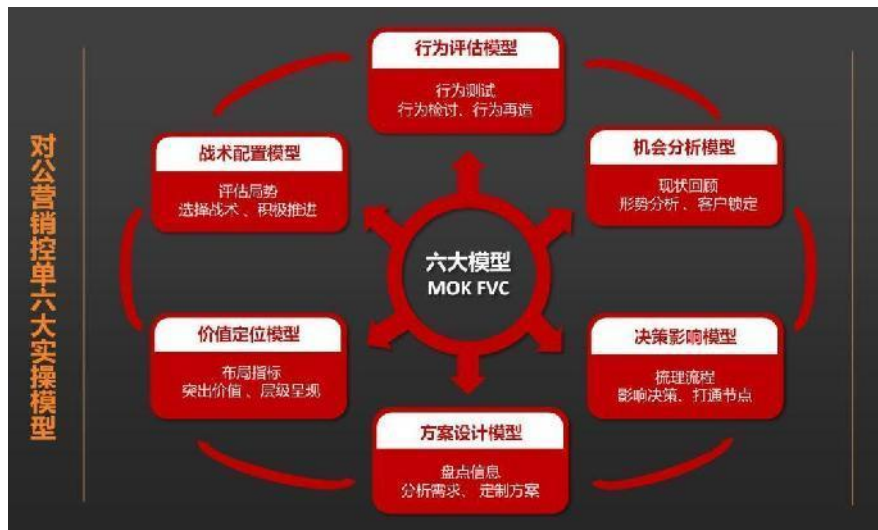 对公营销控单六大实操模型
行为评估模型
行为测试
行为检讨、行为再造
机会分析模型
现状回顾
形势分析、客户锁定
决策影响模型
梳理流程
影响决策、打通节点
方案设计模型
盘点信息
分析需求、定制方案
价值定位模型
布局指标
突出价值、层级呈现
战术配置模型
评估局势
选择战术、积极推进
六大模型
MOK FVC